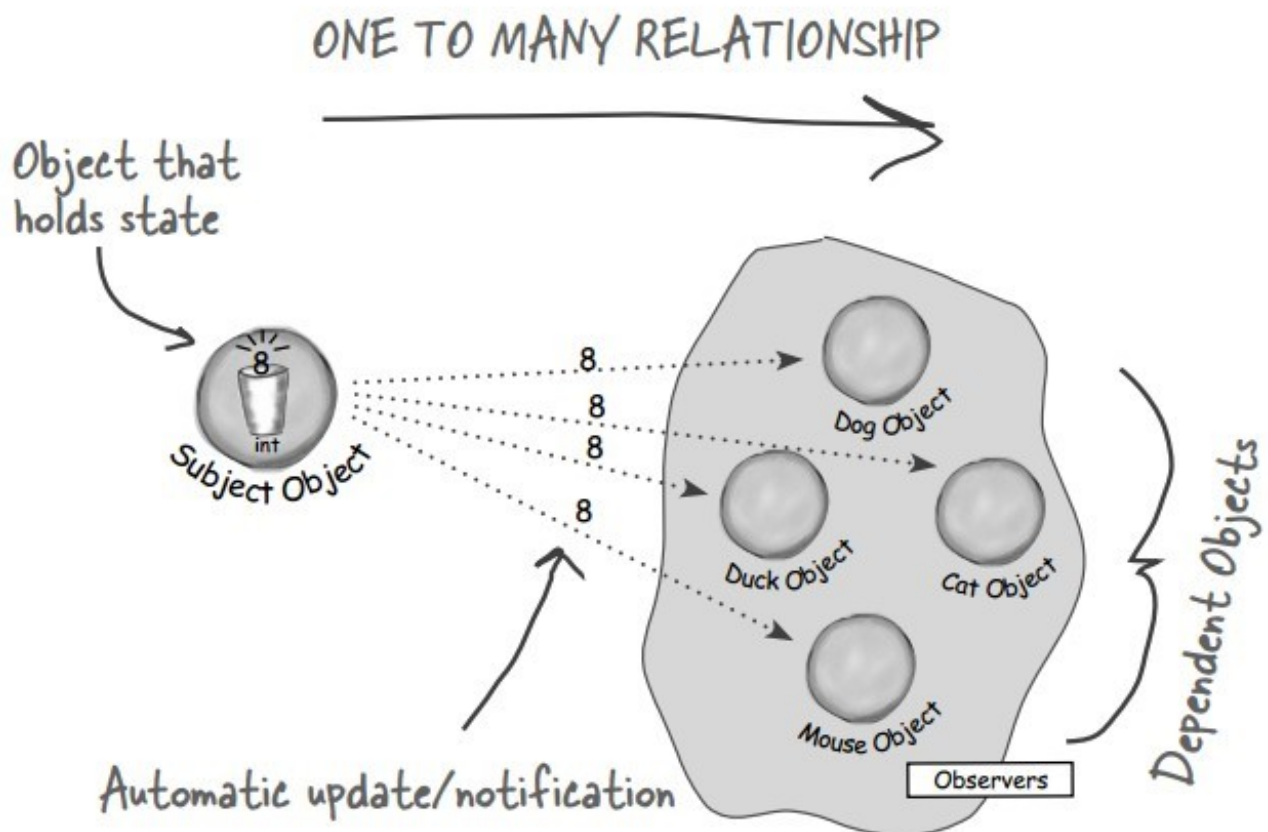 ONE TO MANY RELATIONSHIP
Object that
holds state
8
int
Subject Object
8
8
8
8
Dog Object
Duck Object
Cat Object
Mouse Object
Observers
Automatic update/notification
Dependent Objects